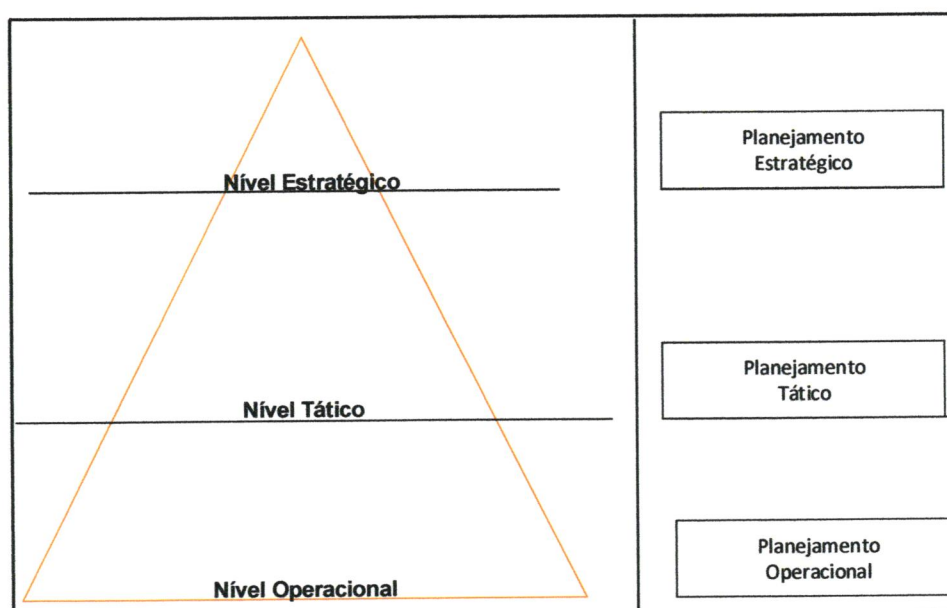 Nível Estratégico
Planejamento
Estratégico
Nível Tático
Planejamento
Tático
Nível Operacional
Planejamento
Operacional